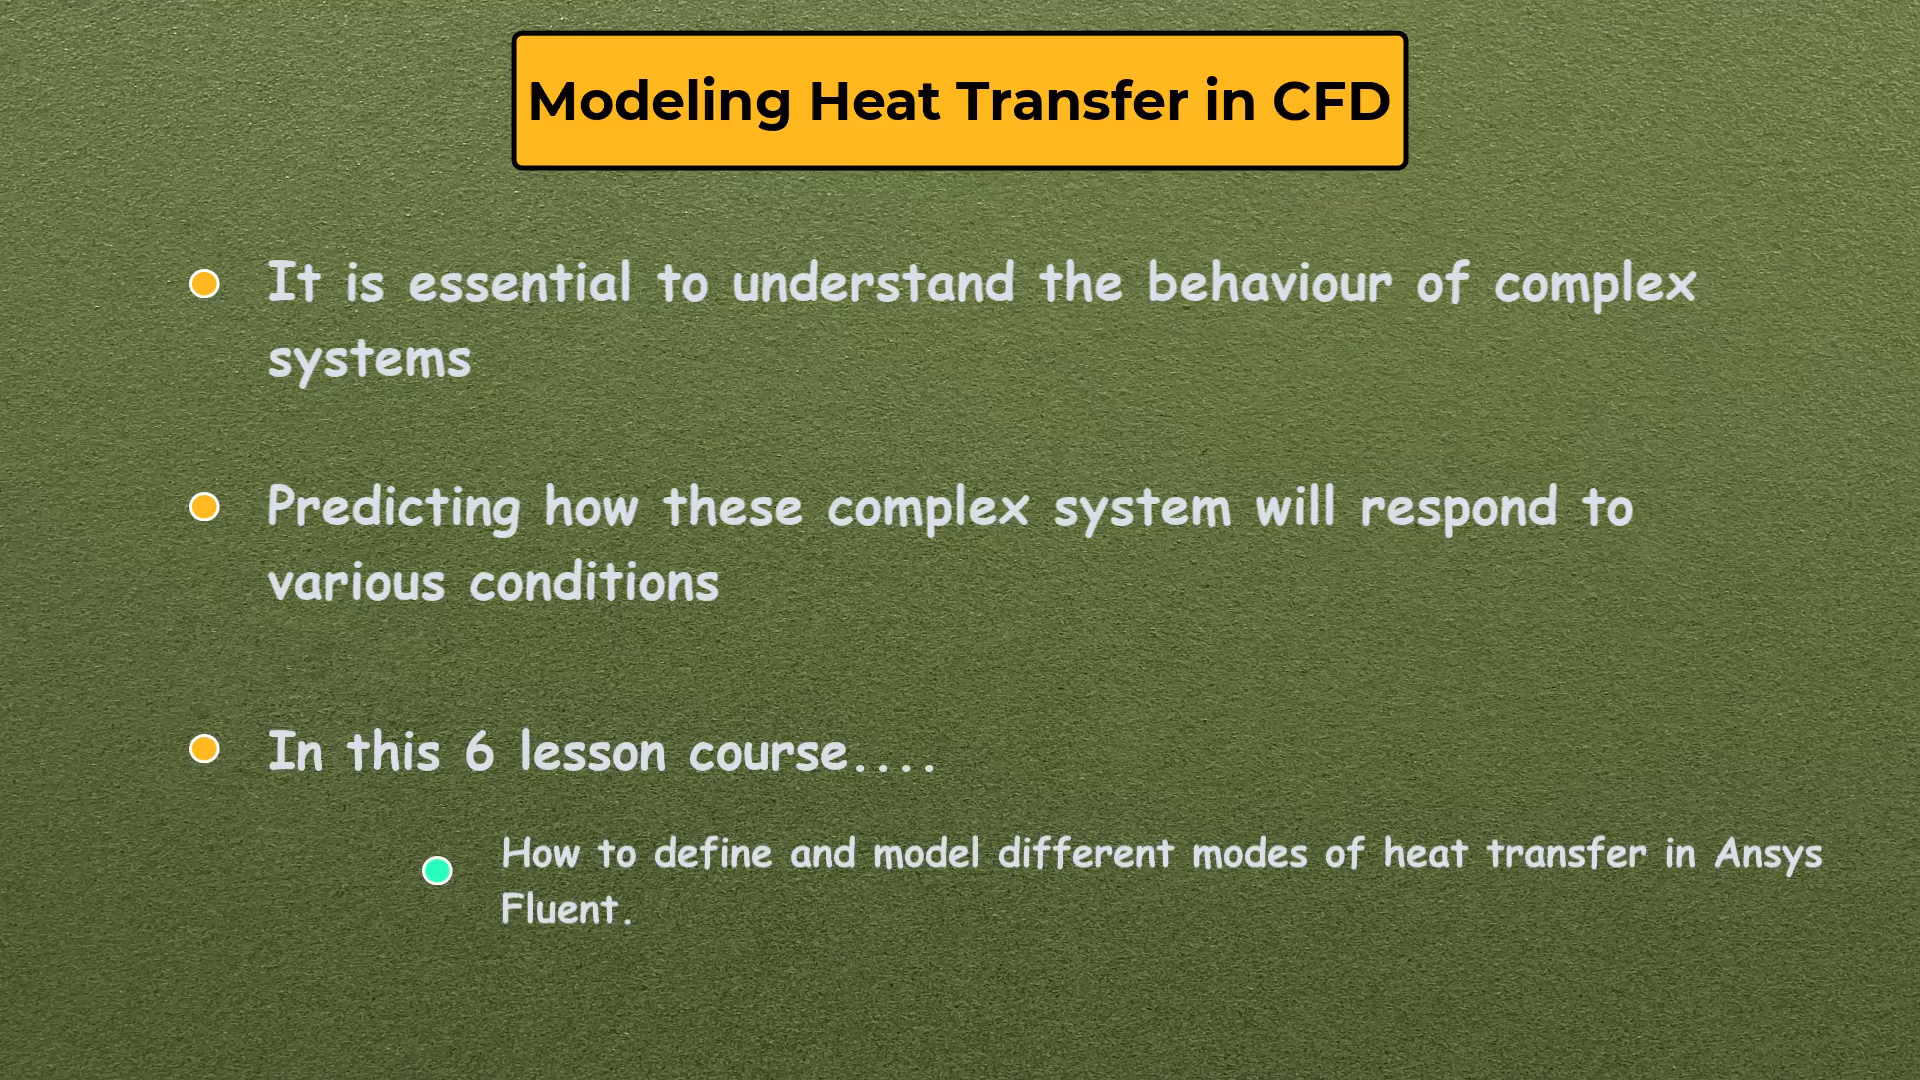 Modeling Heat Transfer in CFD
It is essential to understand the behaviour of complex
systems
Predicting how these complex system will respond to
various conditions
In this 6 lesson course....
How to define and model different modes of heat transfer in Ansys
Fluent.